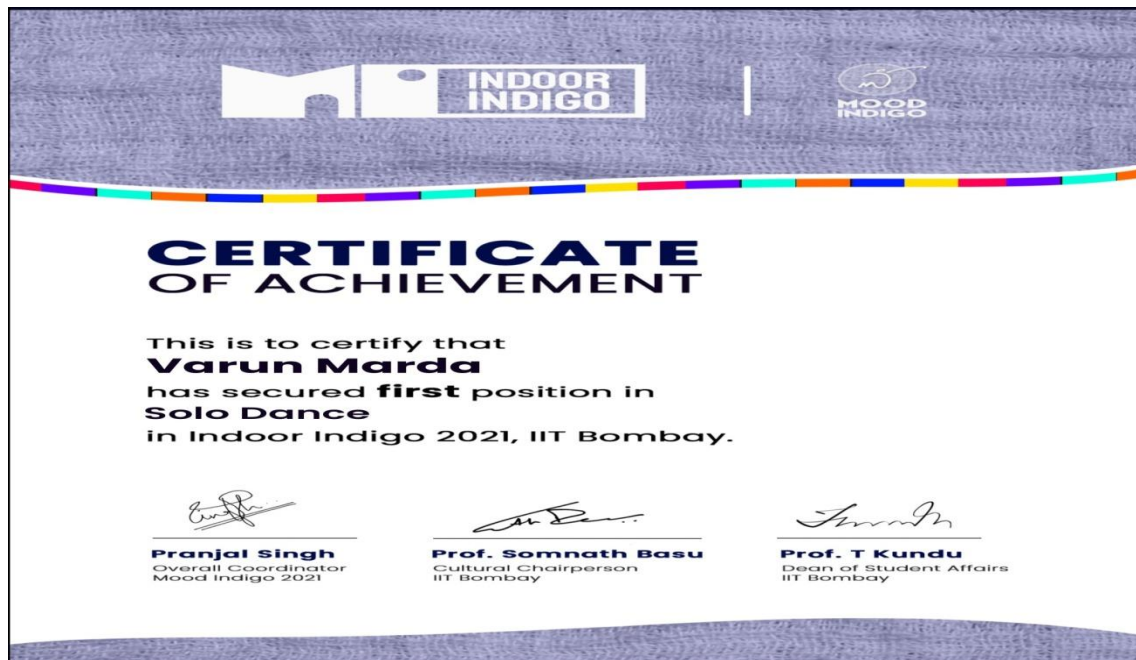 INDOOR
INDIGO
MOOD
INDIGO
CERTIFICATE
OF ACHIEVEMENT
This is to certify that
Varun Marda
has secured first position in
Solo Dance
in Indoor Indigo 2021, IIT Bombay.
Pranjal Singh
Overall Coordinator
Mood Indigo 2021
Prof. Somnath Basu
Cultural Chairperson
IIT Bombay
Prof. T Kundu
Dean of Student Affairs
IIT Bombay